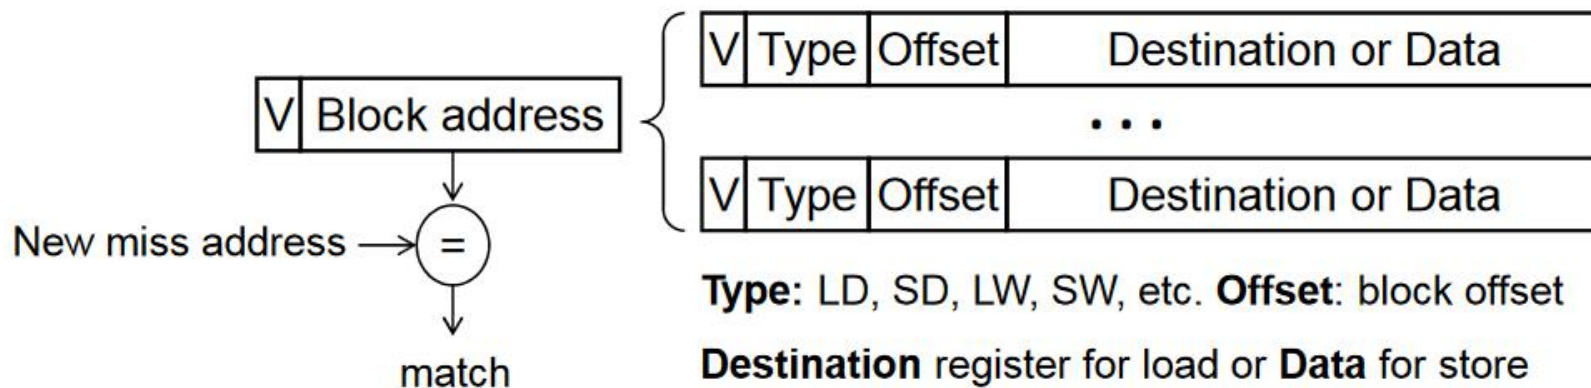 V Type Offset Destination or Data
V Block address
...
V Type Offset Destination or Data
New miss address
=
Type: LD, SD, LW, SW, etc. Offset: block offset
match
Destination register for load or Data for store